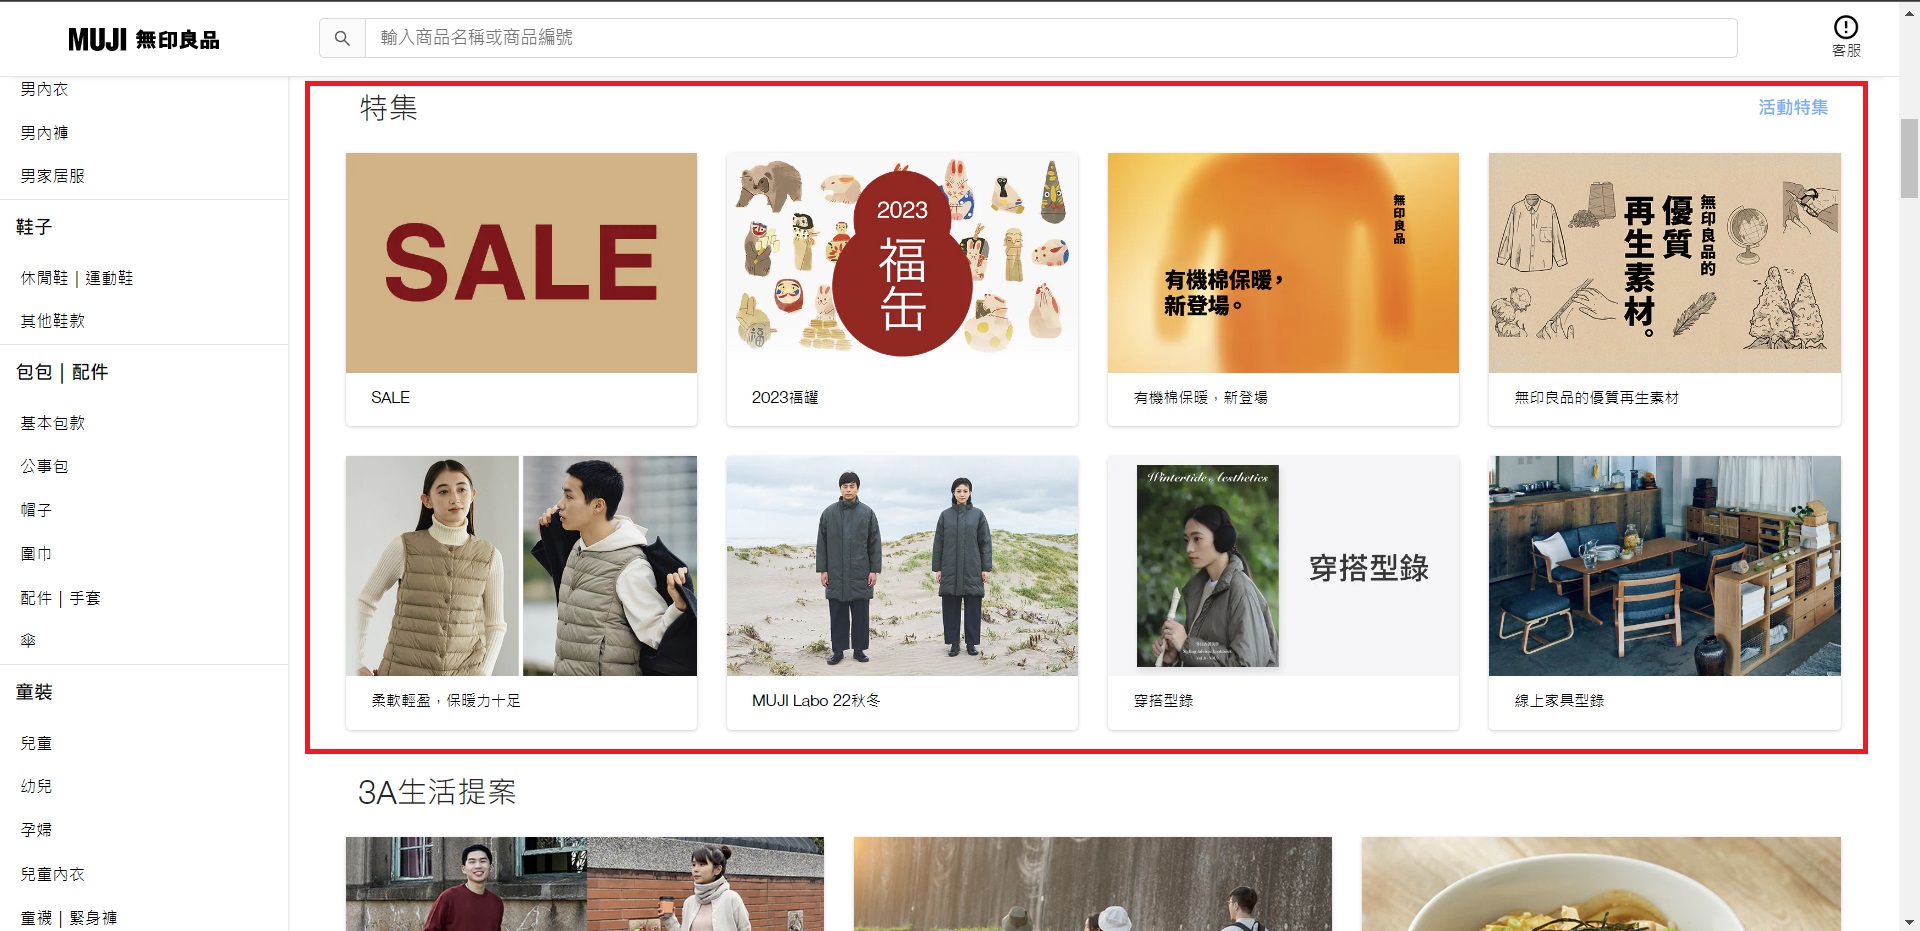 MUJI 無印良品
輸入商品名稱或商品編號
客服
男內衣
男內褲
男家居服
鞋子
休閒鞋 | 運動鞋
其他鞋款
包包 | 配件
基本包款
公事包
帽子
圍巾
配件 | 手套
傘
童裝
兒童
幼兒
孕婦
兒童內衣
童襪 | 緊身褲
特集
活動特集
SALE
SALE
2023
福
缶
2023福罐
無印良品
有機棉保暖，
新登場。
有機棉保暖，新登場
無印良品的
優質
再生素材。
無印良品的優質再生素材
柔軟輕盈，保暖力十足
MUJI Labo 22秋冬
Wintertide Aesthetics
穿搭型錄
穿搭型錄
線上家具型錄
3A生活提案